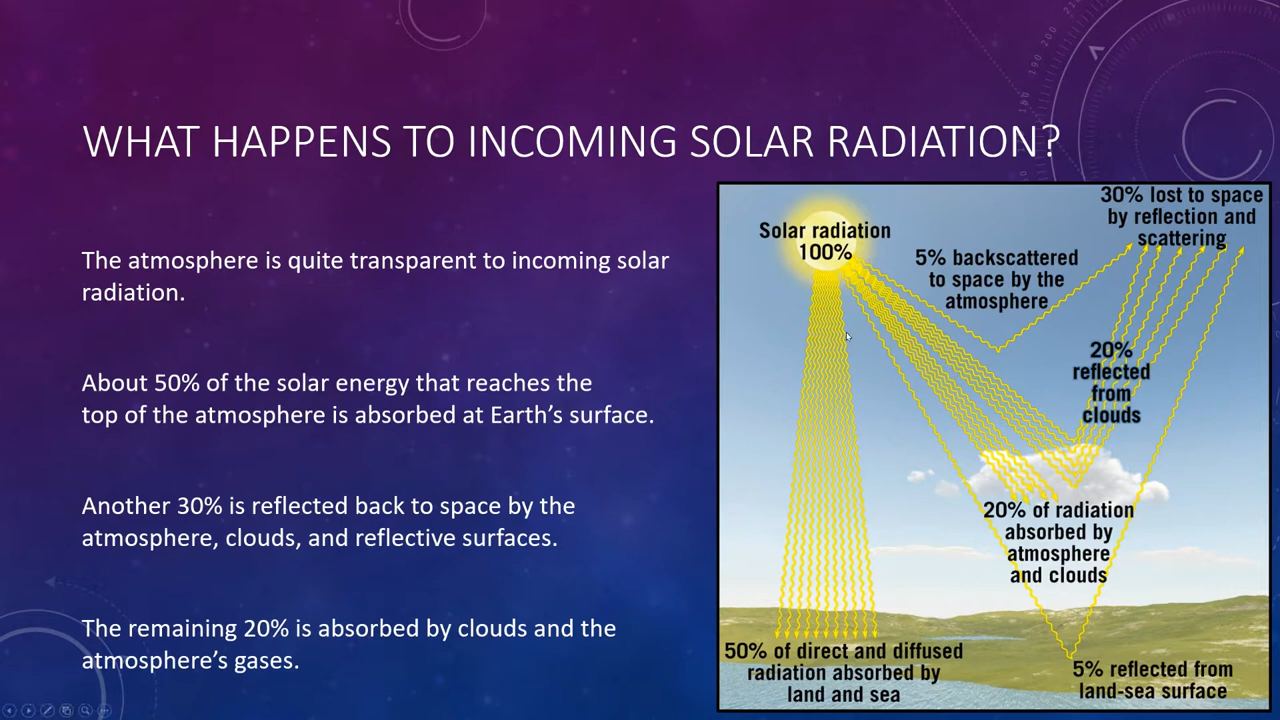 WHAT HAPPENS TO INCOMING SOLAR RADIATION?
The atmosphere is quite transparent to incoming solar
radiation.
About 50% of the solar energy that reaches the
top of the atmosphere is absorbed at Earth’s surface.
Another 30% is reflected back to space by the
atmosphere, clouds, and reflective surfaces.
The remaining 20% is absorbed by clouds and the
atmosphere’s gases.
Solar radiation
100%
5% backscattered
to space by the
atmosphere
30% lost to space
by reflection and
scattering
20%
reflected
from
clouds
20% of radiation
absorbed by
atmosphere
and clouds
50% of direct and diffused
radiation absorbed by
land and sea
5% reflected from
land-sea surface